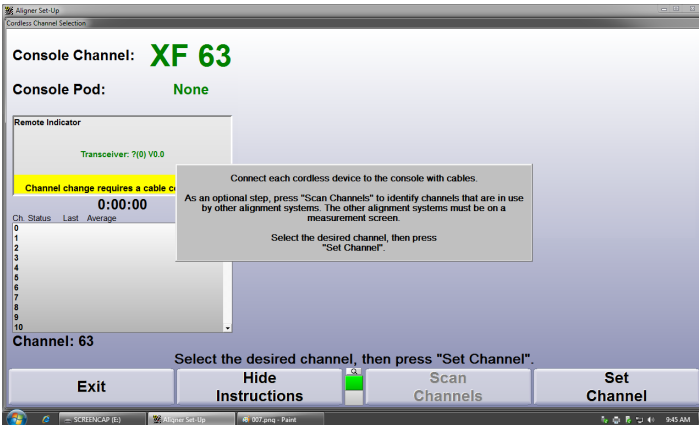 Aligner Set-Up
Cordless Channel Selection
Console Channel: XF 63
Console Pod: None
Remote Indicator
Transceiver: ?(0) V0.0
Channel change requires a cable c
0:00:00
Ch. Status Last Average
0
1
2
3
4
5
6
7
8
9
10
Channel: 63
Connect each cordless device to the console with cables.
As an optional step, press "Scan Channels" to identify channels that are in use
by other alignment systems. The other alignment systems must be on a
measurement screen.
Select the desired channel, then press
"Set Channel".
Select the desired channel, then press "Set Channel".
Exit
Hide
Instructions
Scan
Channels
Set
Channel
SCREENCAP (E:)
Aligner Set-Up
007.png - Paint
9:45 AM